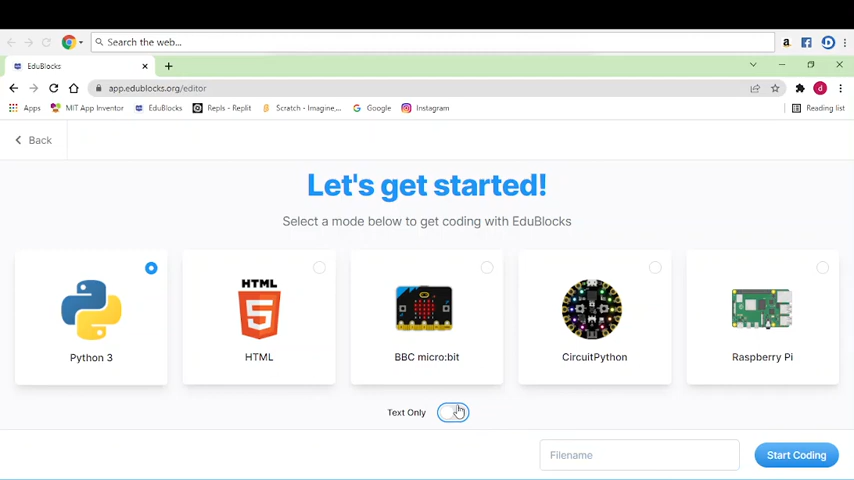 Search the web...
EduBlocks
app.edublocks.org/editor
Apps MIT App Inventor EduBlocks Repls - Replit Scratch - Imagine,... Google Instagram Reading list
Back
Let's get started!
Select a mode below to get coding with EduBlocks
HTML
5
Python 3 HTML BBC micro:bit CircuitPython Raspberry Pi
Text Only
Filename Start Coding